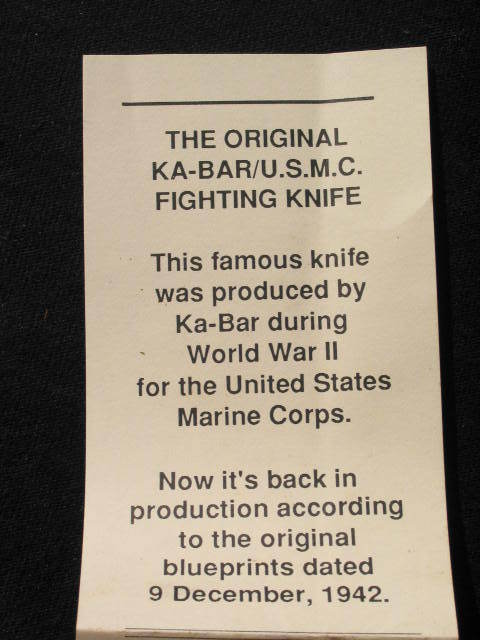 THE ORIGINAL
KA-BAR/U.S.M.C.
FIGHTING KNIFE
This famous knife
was produced by
Ka-Bar during
World War II
for the United States
Marine Corps.
Now it's back in
production according
to the original
blueprints dated
9 December, 1942.